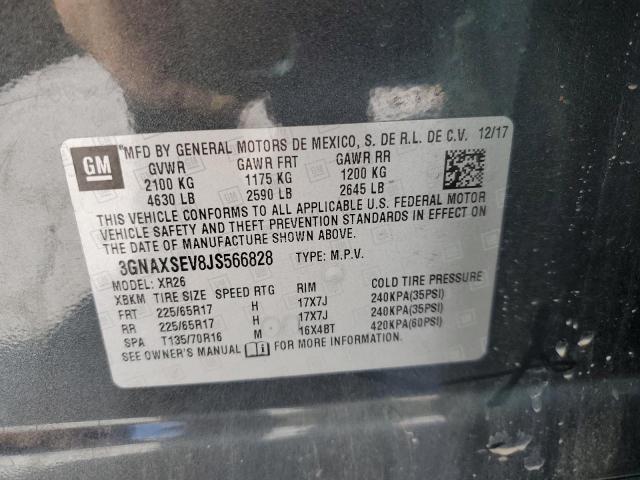 GM "MFD BY GENERAL MOTORS DE MEXICO, S. DE R.L. DE C.V. 12/17
GVWR GAWR FRT GAWR RR
2100 KG 1175 KG 1200 KG
4630 LB 2590 LB 2645 LB
THIS VEHICLE CONFORMS TO ALL APPLICABLE U.S. FEDERAL MOTOR
VEHICLE SAFETY AND THEFT PREVENTION STANDARDS IN EFFECT ON
THE DATE OF MANUFACTURE SHOWN ABOVE.
3GNAXSEV8JS566828 TYPE: M.P.V.
MODEL: XR26
XBKM TIRE SIZE SPEED RTG RIM COLD TIRE PRESSURE
FRT 225/65R17 H 17X7J 240KPA(35PSI)
RR 225/65R17 H 17X7J 240KPA(35PSI)
SPA T135/70R16 M 16X4BT 420KPA(60PSI)
SEE OWNER'S MANUAL FOR MORE INFORMATION.